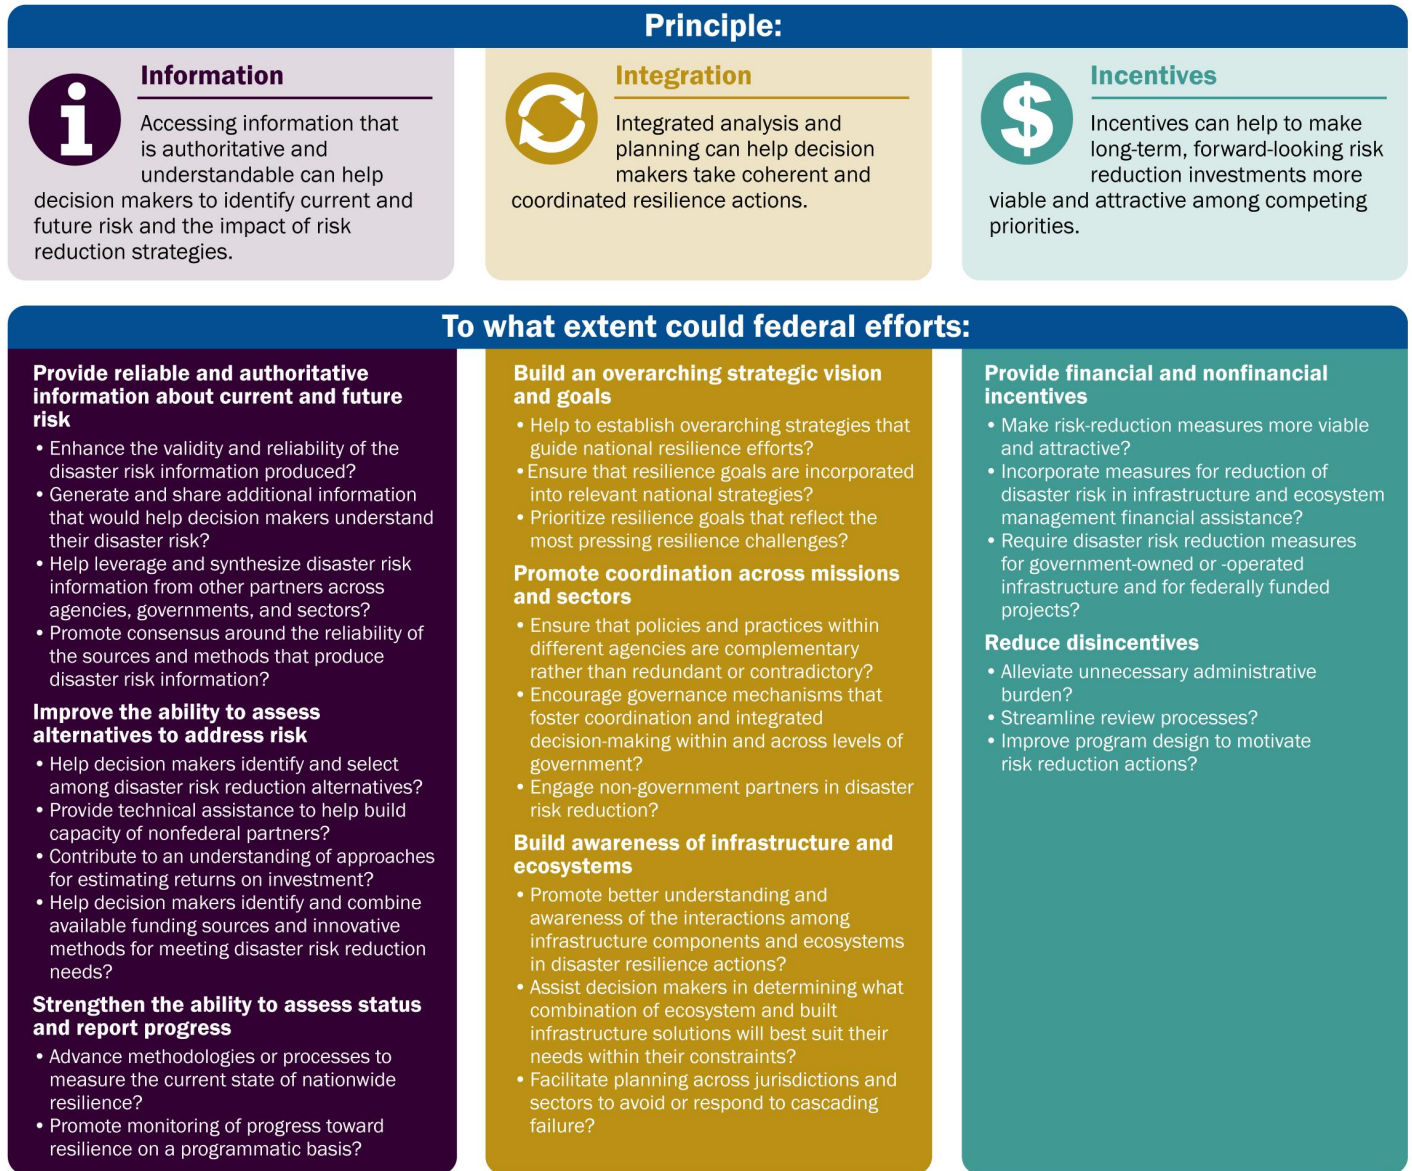 Principle:
Information
Accessing information that
is authoritative and
understandable can help
decision makers to identify current and
future risk and the impact of risk
reduction strategies.
Integration
Integrated analysis and
planning can help decision
makers take coherent and
coordinated resilience actions.
Incentives
Incentives can help to make
long-term, forward-looking risk
reduction investments more
viable and attractive among competing
priorities.
To what extent could federal efforts:
Provide reliable and authoritative
information about current and future
risk
• Enhance the validity and reliability of the
disaster risk information produced?
• Generate and share additional information
that would help decision makers understand
their disaster risk?
• Help leverage and synthesize disaster risk
information from other partners across
agencies, governments, and sectors?
• Promote consensus around the reliability of
the sources and methods that produce
disaster risk information?
Improve the ability to assess
alternatives to address risk
• Help decision makers identify and select
among disaster risk reduction alternatives?
• Provide technical assistance to help build
capacity of nonfederal partners?
• Contribute to an understanding of approaches
for estimating returns on investment?
• Help decision makers identify and combine
available funding sources and innovative
methods for meeting disaster risk reduction
needs?
Strengthen the ability to assess status
and report progress
• Advance methodologies or processes to
measure the current state of nationwide
resilience?
• Promote monitoring of progress toward
resilience on a programmatic basis?
Build an overarching strategic vision
and goals
• Help to establish overarching strategies that
guide national resilience efforts?
• Ensure that resilience goals are incorporated
into relevant national strategies?
• Prioritize resilience goals that reflect the
most pressing resilience challenges?
Promote coordination across missions
and sectors
• Ensure that policies and practices within
different agencies are complementary
rather than redundant or contradictory?
• Encourage governance mechanisms that
foster coordination and integrated
decision-making within and across levels of
government?
• Engage non-government partners in disaster
risk reduction?
Build awareness of infrastructure and
ecosystems
• Promote better understanding and
awareness of the interactions among
infrastructure components and ecosystems
in disaster resilience actions?
• Assist decision makers in determining what
combination of ecosystem and built
infrastructure solutions will best suit their
needs within their constraints?
• Facilitate planning across jurisdictions and
sectors to avoid or respond to cascading
failure?
Provide financial and nonfinancial
incentives
• Make risk-reduction measures more viable
and attractive?
• Incorporate measures for reduction of
disaster risk in infrastructure and ecosystem
management financial assistance?
• Require disaster risk reduction measures
for government-owned or -operated
infrastructure and for federally funded
projects?
Reduce disincentives
• Alleviate unnecessary administrative
burden?
• Streamline review processes?
• Improve program design to motivate
risk reduction actions?